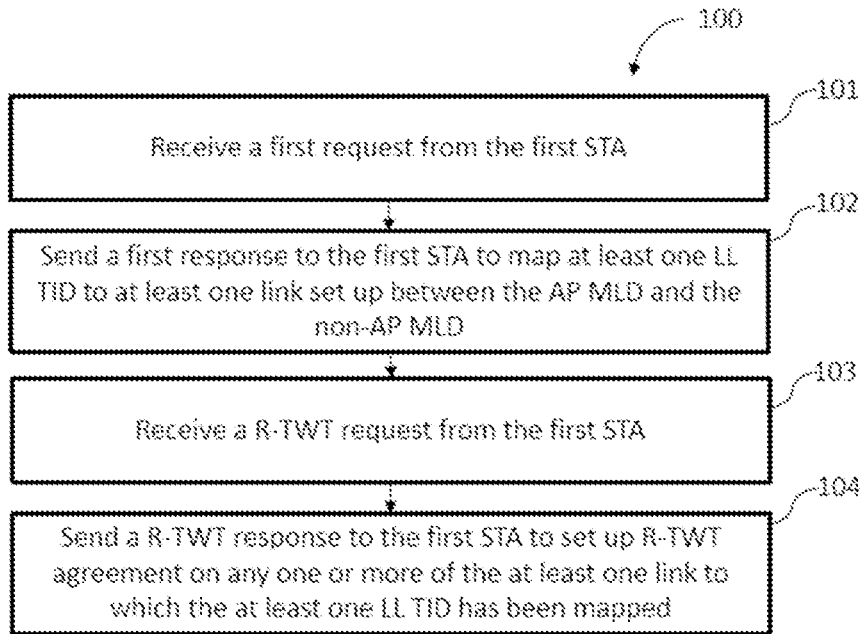 100
101
Receive a first request from the first STA
102
Send a first response to the first STA to map at least one LL
TID to at least one link set up between the AP MLD and the
non-AP MLD
103
Receive a R-TWT request from the first STA
104
Send a R-TWT response to the first STA to set up R-TWT
agreement on any one or more of the at least one link to
which the at least one LL TID has been mapped